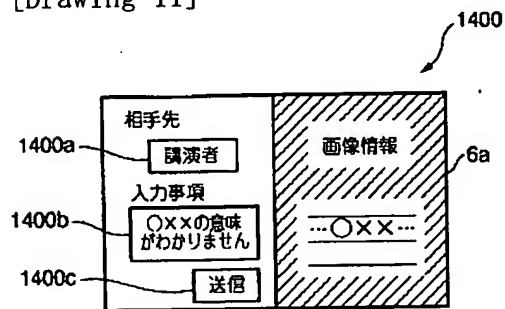 [Drawing 11]
1400
相手先
1400a
講演者
画像情報
6a
入力事項
1400b
○××の意味
がわかりません
…○××…
1400c
送信